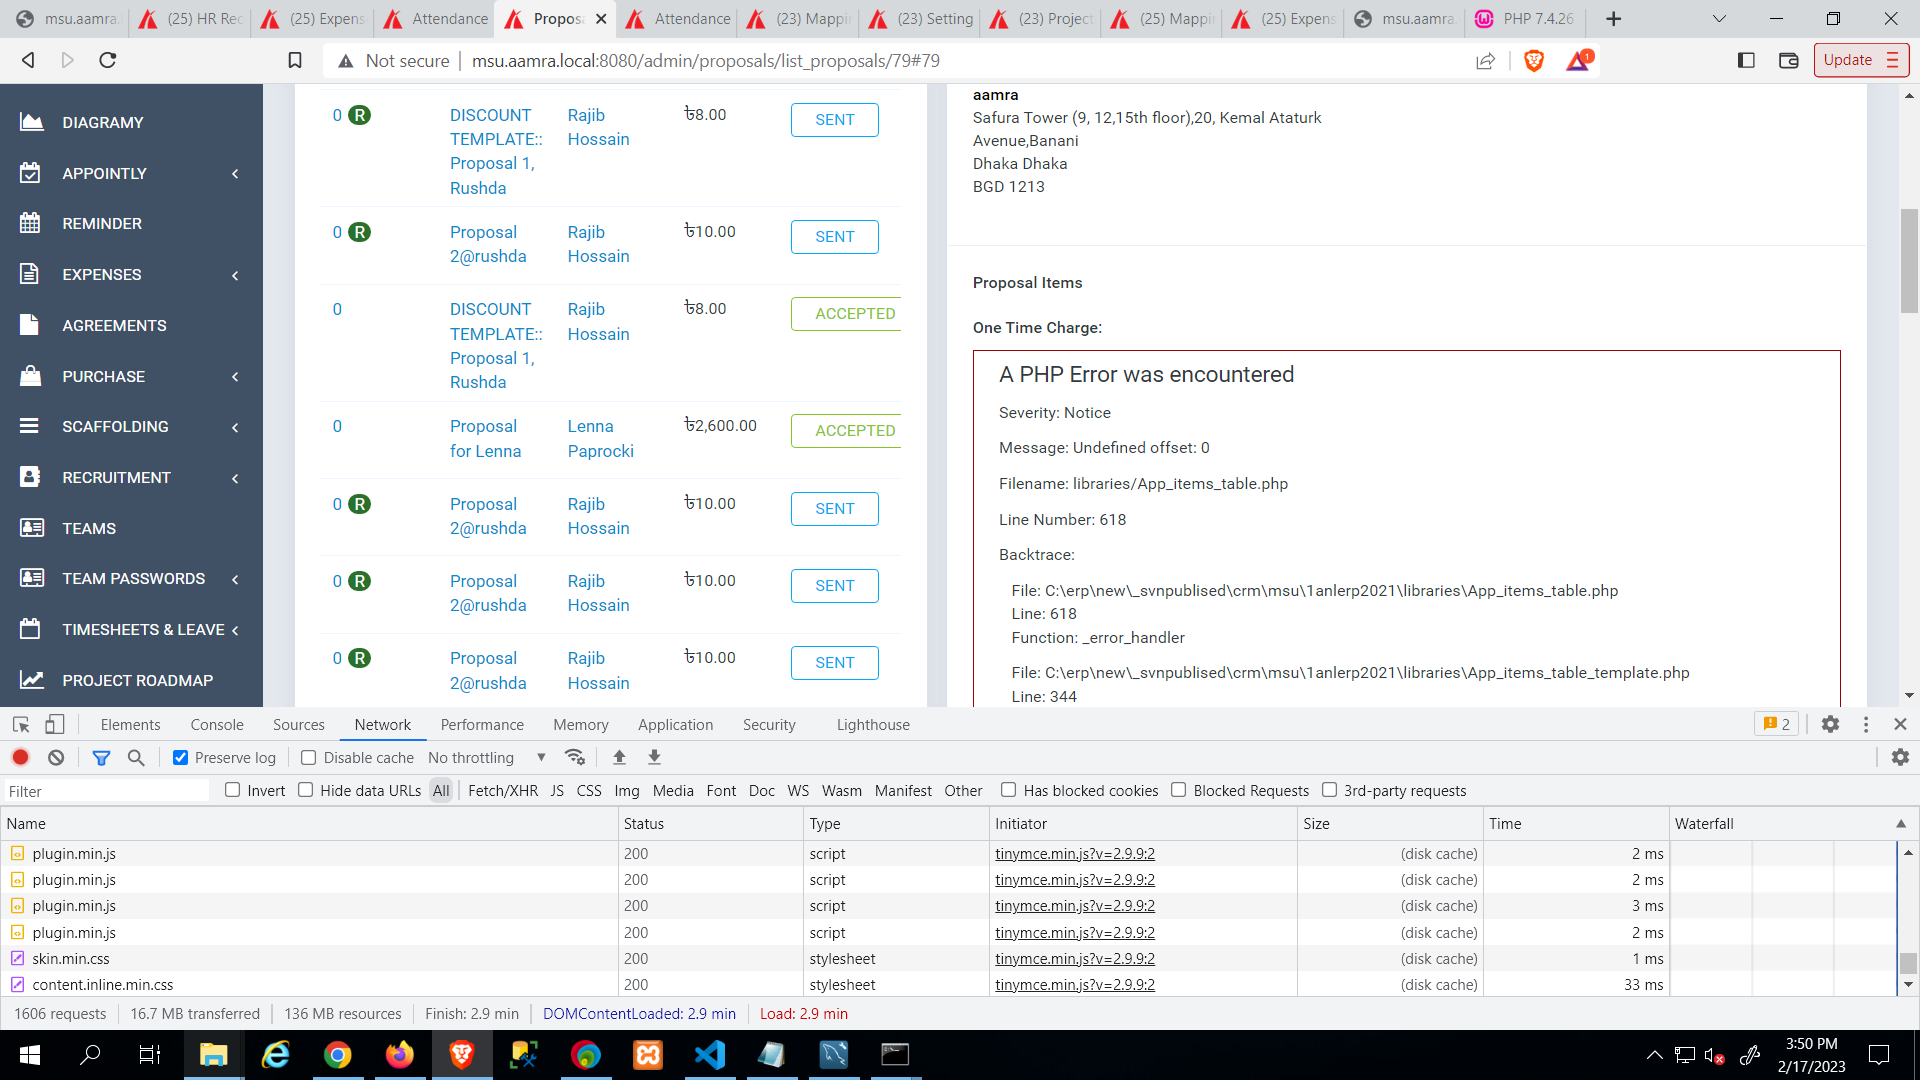 msu.aamra.
(25) HR Rec
(25) Expens
Attendance
Propos
Attendance
(23) Mappin
(23) Setting
(23) Project
(25) Mappin
(25) Expens
msu.aamra.
PHP 7.4.26
Not secure
msu.aamra.local:8080/admin/proposals/list_proposals/79#79
1
Update
DIAGRAMY
APPOINTLY
REMINDER
EXPENSES
AGREEMENTS
PURCHASE
SCAFFOLDING
RECRUITMENT
TEAMS
TEAM PASSWORDS
TIMESHEETS & LEAVE
PROJECT ROADMAP
0 R
DISCOUNT
TEMPLATE::
Proposal 1,
Rushda
Rajib
Hossain
৳8.00
SENT
0 R
Proposal
2@rushda
Rajib
Hossain
৳10.00
SENT
0
DISCOUNT
TEMPLATE::
Proposal 1,
Rushda
Rajib
Hossain
৳8.00
ACCEPTED
0
Proposal
for Lenna
Lenna
Paprocki
৳2,600.00
ACCEPTED
0 R
Proposal
2@rushda
Rajib
Hossain
৳10.00
SENT
0 R
Proposal
2@rushda
Rajib
Hossain
৳10.00
SENT
0 R
Proposal
2@rushda
Rajib
Hossain
৳10.00
SENT
aamra
Safura Tower (9, 12,15th floor),20, Kemal Ataturk
Avenue,Banani
Dhaka Dhaka
BGD 1213
Proposal Items
One Time Charge:
A PHP Error was encountered
Severity: Notice
Message: Undefined offset: 0
Filename: libraries/App_items_table.php
Line Number: 618
Backtrace:
File: C:\erp\new\_svnpublised\crm\msu\1anlerp2021\libraries\App_items_table.php
Line: 618
Function: _error_handler
File: C:\erp\new\_svnpublised\crm\msu\1anlerp2021\libraries\App_items_table_template.php
Line: 344
Elements Console Sources Network Performance Memory Application Security Lighthouse
2
Preserve log Disable cache No throttling
Filter Invert Hide data URLs All Fetch/XHR JS CSS Img Media Font Doc WS Wasm Manifest Other Has blocked cookies Blocked Requests 3rd-party requests
Name Status Type Initiator Size Time Waterfall
plugin.min.js 200 script tinymce.min.js?v=2.9.9:2 (disk cache) 2 ms
plugin.min.js 200 script tinymce.min.js?v=2.9.9:2 (disk cache) 2 ms
plugin.min.js 200 script tinymce.min.js?v=2.9.9:2 (disk cache) 3 ms
plugin.min.js 200 script tinymce.min.js?v=2.9.9:2 (disk cache) 2 ms
skin.min.css 200 stylesheet tinymce.min.js?v=2.9.9:2 (disk cache) 1 ms
content.inline.min.css 200 stylesheet tinymce.min.js?v=2.9.9:2 (disk cache) 33 ms
1606 requests 16.7 MB transferred 136 MB resources Finish: 2.9 min DOMContentLoaded: 2.9 min Load: 2.9 min
3:50 PM
2/17/2023